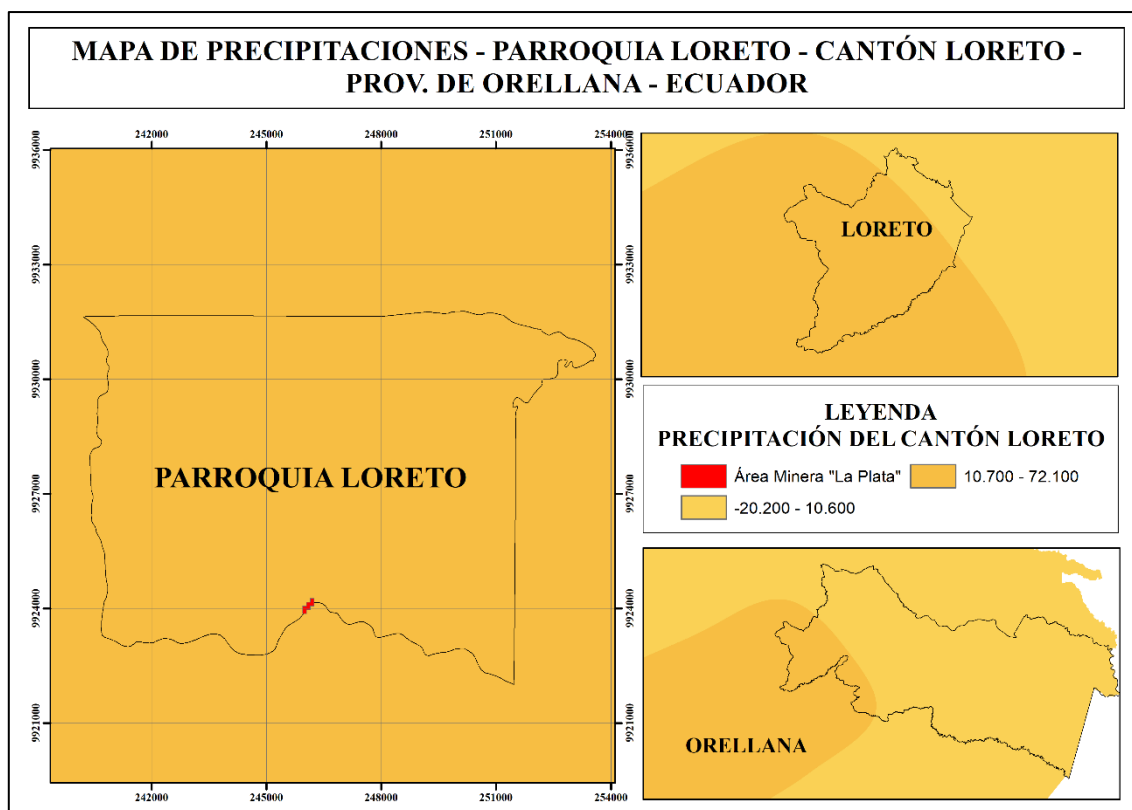 MAPA DE PRECIPITACIONES - PARROQUIA LORETO - CANTÓN LORETO -
PROV. DE ORELLANA - ECUADOR
242000 245000 248000 251000 254000
9936000 9936000
9933000 9933000
9930000 9930000
9927000 9927000
9924000 9924000
9921000 9921000
PARROQUIA LORETO
242000 245000 248000 251000 254000
LORETO
LEYENDA
PRECIPITACIÓN DEL CANTÓN LORETO
Área Minera "La Plata" 10.700 - 72.100
-20.200 - 10.600
ORELLANA